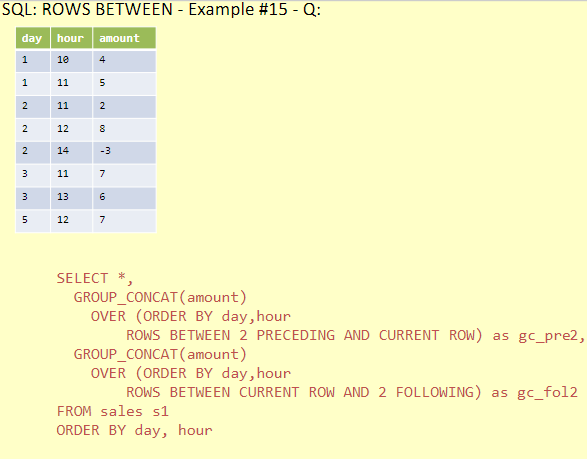 SQL: ROWS BETWEEN - Example #15 - Q:
day hour amount
1 10 4
1 11 5
2 11 2
2 12 8
2 14 -3
3 11 7
3 13 6
5 12 7
SELECT *,
GROUP_CONCAT(amount)
OVER (ORDER BY day,hour
ROWS BETWEEN 2 PRECEDING AND CURRENT ROW) as gc_pre2,
GROUP_CONCAT(amount)
OVER (ORDER BY day,hour
ROWS BETWEEN CURRENT ROW AND 2 FOLLOWING) as gc_fol2
FROM sales s1
ORDER BY day, hour